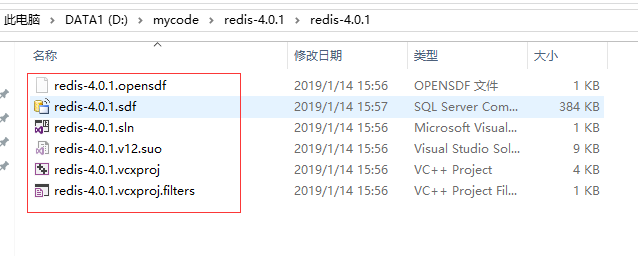 此电脑 > DATA1 (D:) > mycode > redis-4.0.1 > redis-4.0.1
名称 修改日期 类型 大小
redis-4.0.1.opensdf 2019/1/14 15:56 OPENSDF 文件 1 KB
redis-4.0.1.sdf 2019/1/14 15:57 SQL Server Com... 384 KB
redis-4.0.1.sln 2019/1/14 15:56 Microsoft Visual... 1 KB
redis-4.0.1.v12.suo 2019/1/14 15:56 Visual Studio Sol... 9 KB
redis-4.0.1.vcxproj 2019/1/14 15:56 VC++ Project 4 KB
redis-4.0.1.vcxproj.filters 2019/1/14 15:56 VC++ Project Fil... 1 KB